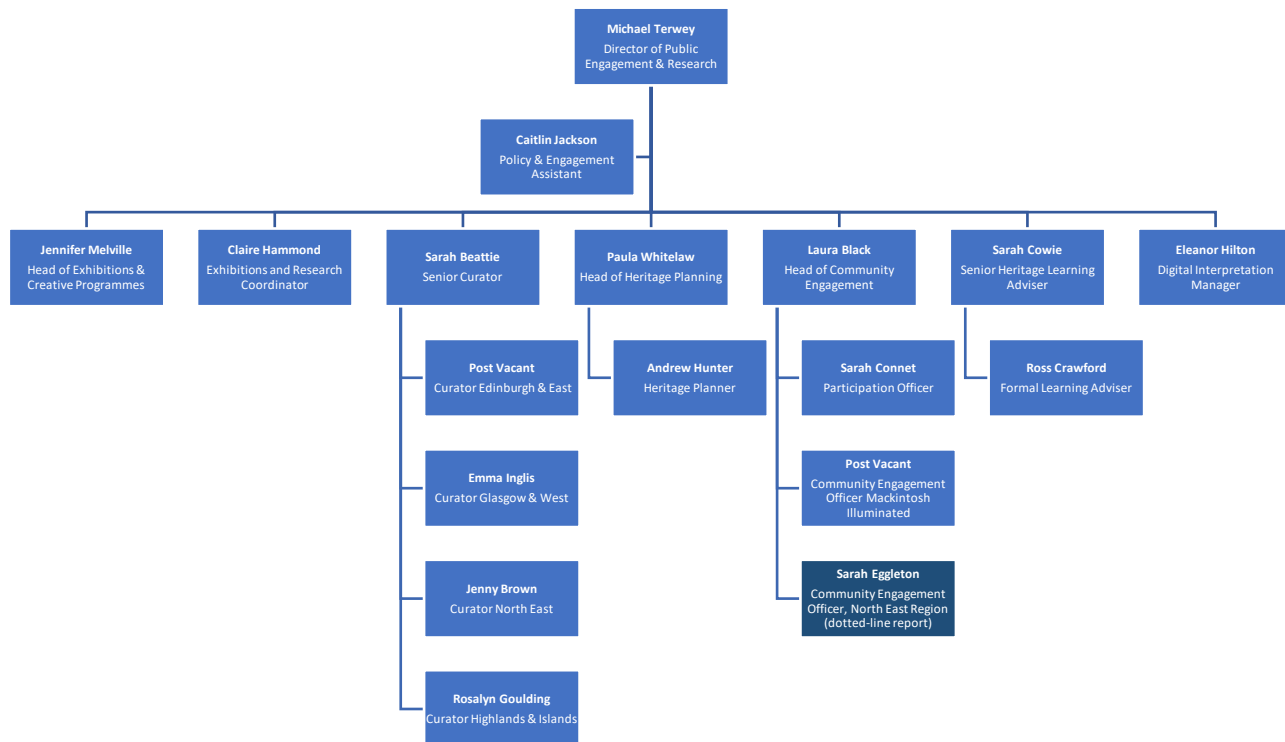 Michael Terwey
Director of Public
Engagement & Research
Caitlin Jackson
Policy & Engagement
Assistant
Jennifer Melville
Head of Exhibitions &
Creative Programmes
Claire Hammond
Exhibitions and Research
Coordinator
Sarah Beattie
Senior Curator
Paula Whitelaw
Head of Heritage Planning
Laura Black
Head of Community
Engagement
Sarah Cowie
Senior Heritage Learning
Adviser
Eleanor Hilton
Digital Interpretation
Manager
Post Vacant
Curator Edinburgh & East
Emma Inglis
Curator Glasgow & West
Jenny Brown
Curator North East
Rosalyn Goulding
Curator Highlands & Islands
Andrew Hunter
Heritage Planner
Sarah Connet
Participation Officer
Post Vacant
Community Engagement
Officer Mackintosh
Illuminated
Sarah Eggleton
Community Engagement
Officer, North East Region
(dotted-line report)
Ross Crawford
Formal Learning Adviser